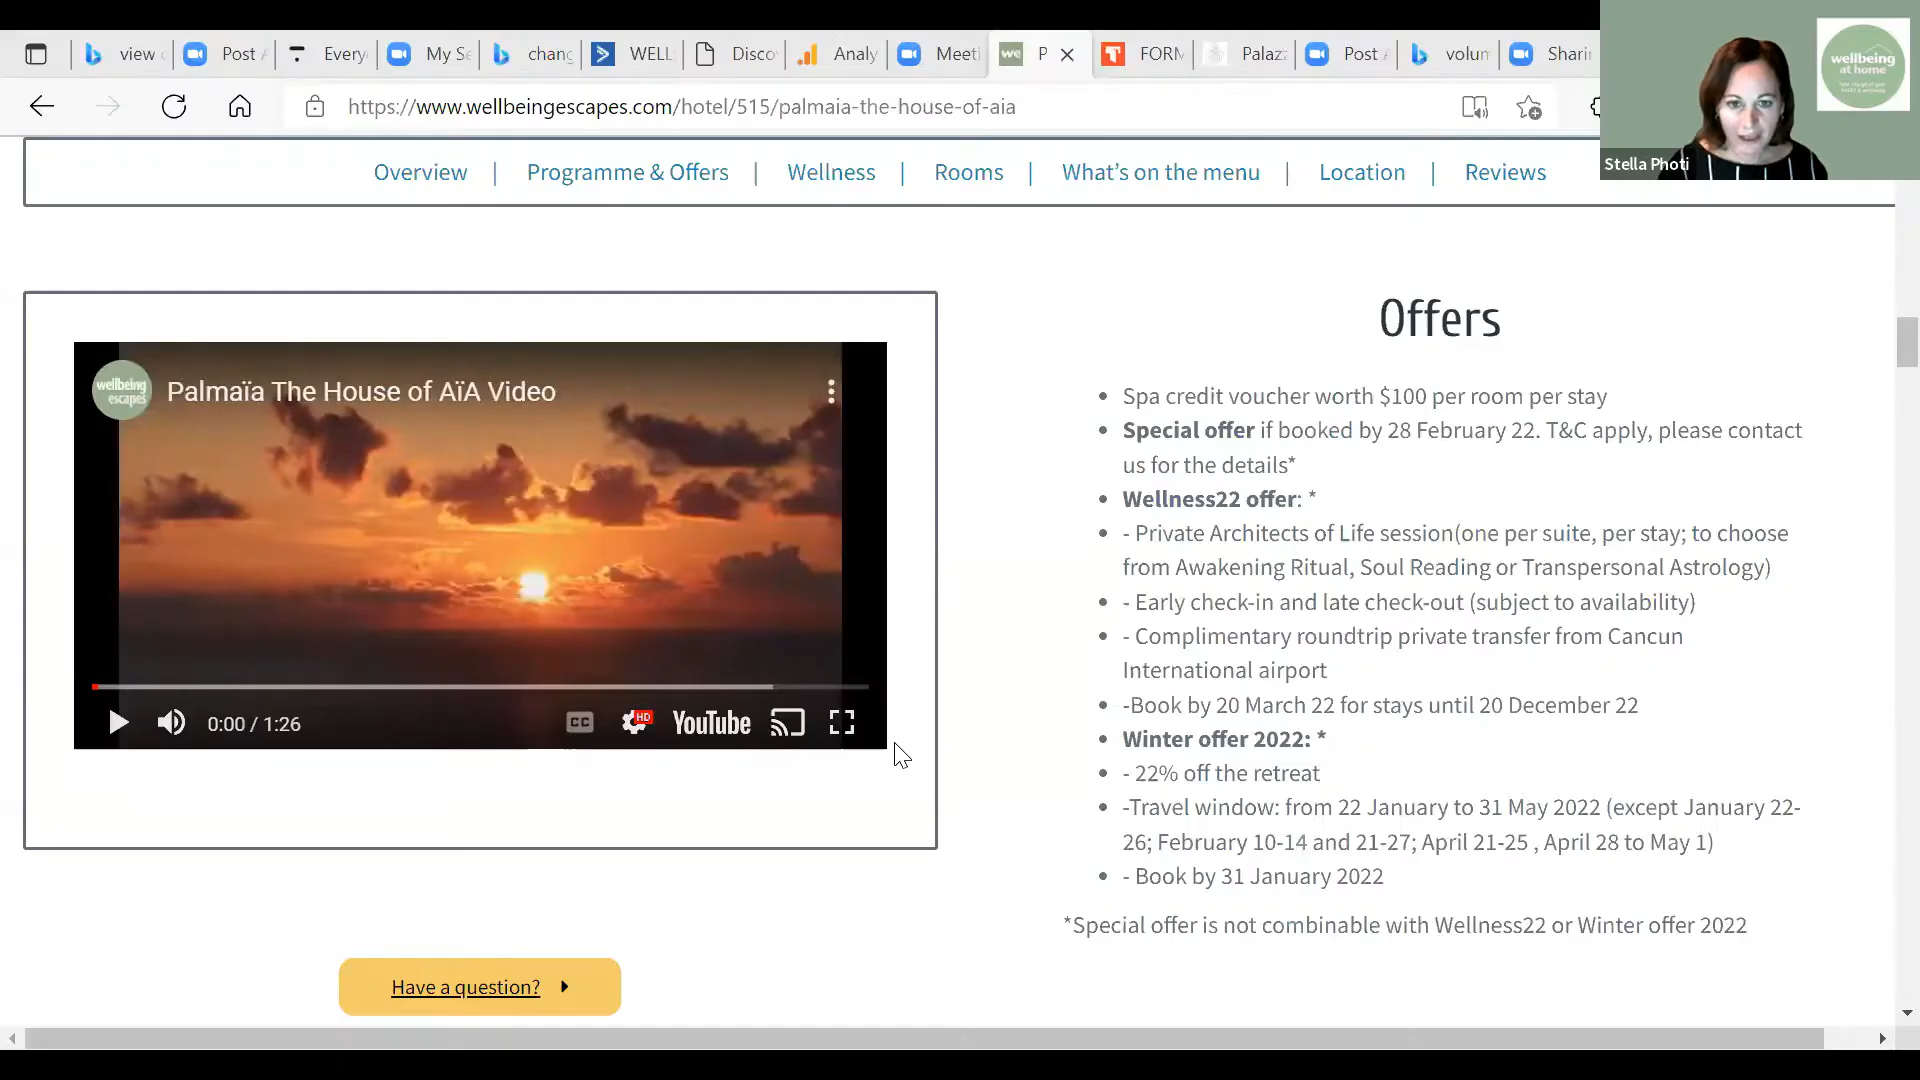 view
Post
Every
My Se
chang
WELL
Disco
Analy
Meeti
we
P
FORM
Palazz
Post
volum
Sharin
https://www.wellbeingescapes.com/hotel/515/palmaia-the-house-of-aia
wellbeing
at home
Stella Photi
Overview | Programme & Offers | Wellness | Rooms | What's on the menu | Location | Reviews
wellbeing
escapes
Palmaïa The House of AïA Video
0:00 / 1:26
CC
HD
YouTube
Have a question?
Offers
• Spa credit voucher worth $100 per room per stay
• Special offer if booked by 28 February 22. T&C apply, please contact
us for the details*
• Wellness22 offer: *
• - Private Architects of Life session(one per suite, per stay; to choose
from Awakening Ritual, Soul Reading or Transpersonal Astrology)
• - Early check-in and late check-out (subject to availability)
• - Complimentary roundtrip private transfer from Cancun
International airport
• -Book by 20 March 22 for stays until 20 December 22
• Winter offer 2022: *
• - 22% off the retreat
• -Travel window: from 22 January to 31 May 2022 (except January 22-
26; February 10-14 and 21-27; April 21-25 , April 28 to May 1)
• - Book by 31 January 2022
*Special offer is not combinable with Wellness22 or Winter offer 2022